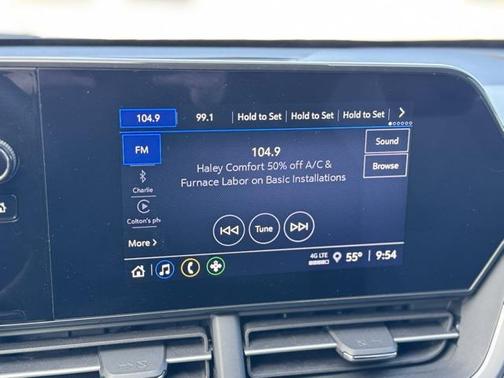 104.9 99.1 Hold to Set Hold to Set Hold to Set >
FM
104.9
Sound
Haley Comfort 50% off A/C &
Furnace Labor on Basic Installations
Browse
Charlie
Colton's ph
Tune
More >
4G LTE 55° 9:54